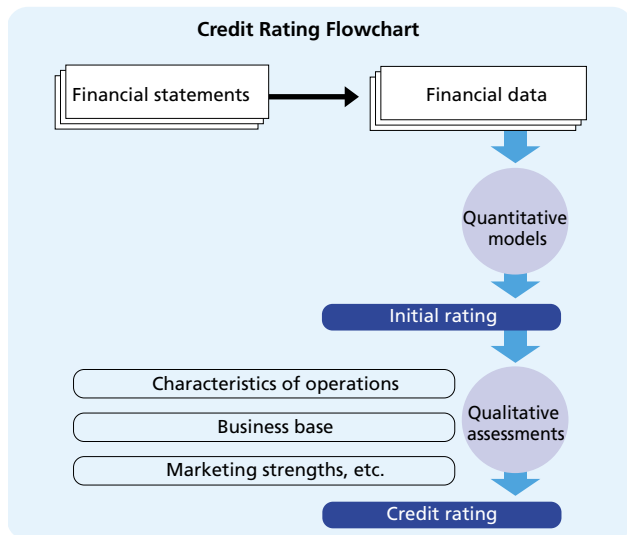 Credit Rating Flowchart
Financial statements
Financial data
Quantitative
models
Initial rating
Characteristics of operations
Business base
Marketing strengths, etc.
Qualitative
assessments
Credit rating